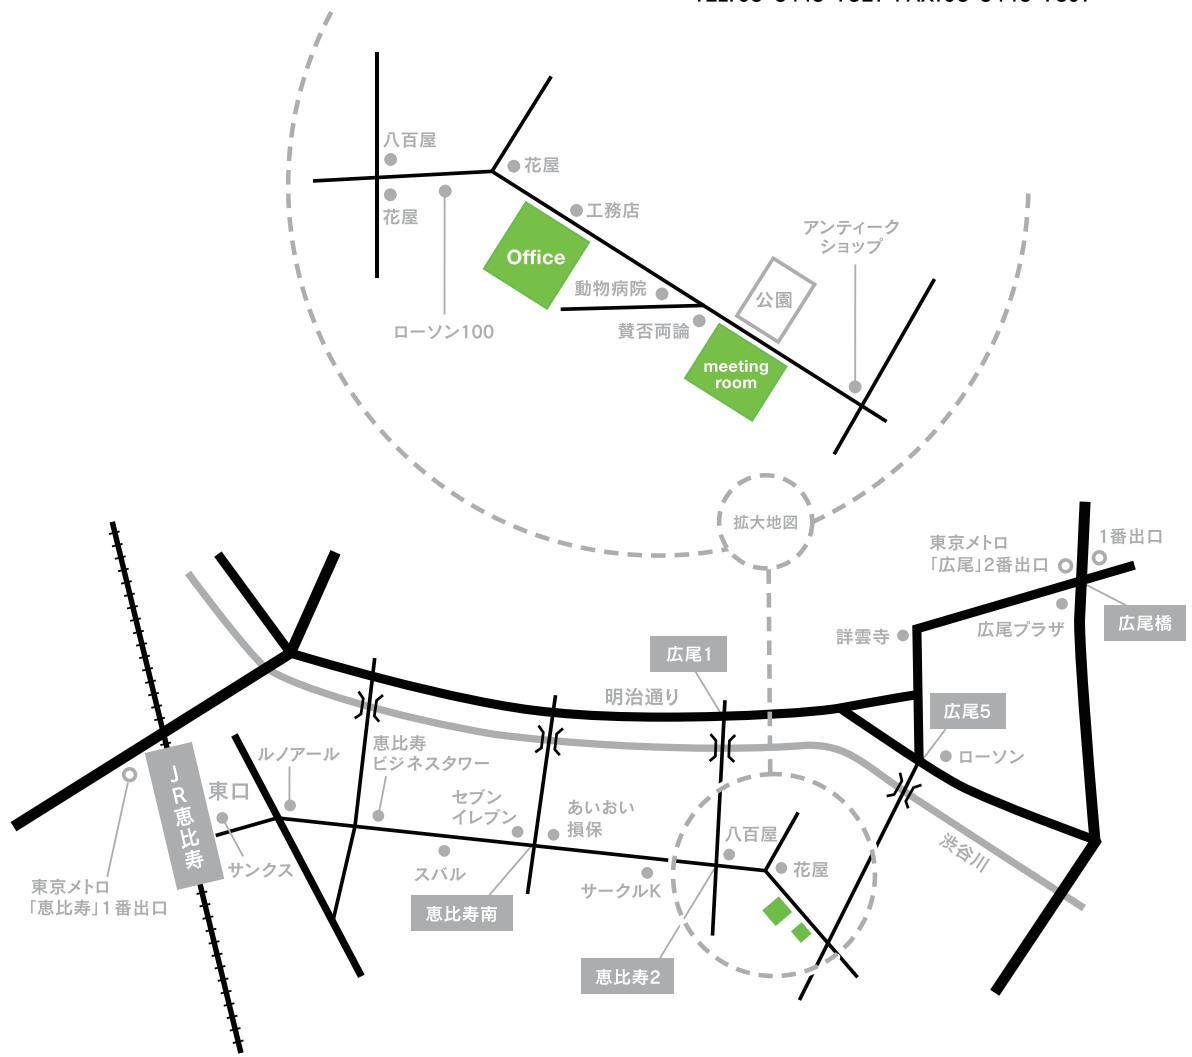 八百屋
花屋
花屋
工務店
Office
アンティーク
ショップ
動物病院
公園
ローソン100
賛否両論
meeting
room
拡大地図
東京メトロ
「広尾」2番出口
1番出口
広尾橋
広尾プラザ
詳雲寺
広尾1
明治通り
広尾5
ローソン
恵比寿
ビジネスタワー
ルノアール
JR恵比寿
東口
セブン
イレブン
あいおい
損保
八百屋
花屋
渋谷川
サンクス
スバル
サークルK
東京メトロ
「恵比寿」1番出口
恵比寿南
恵比寿2